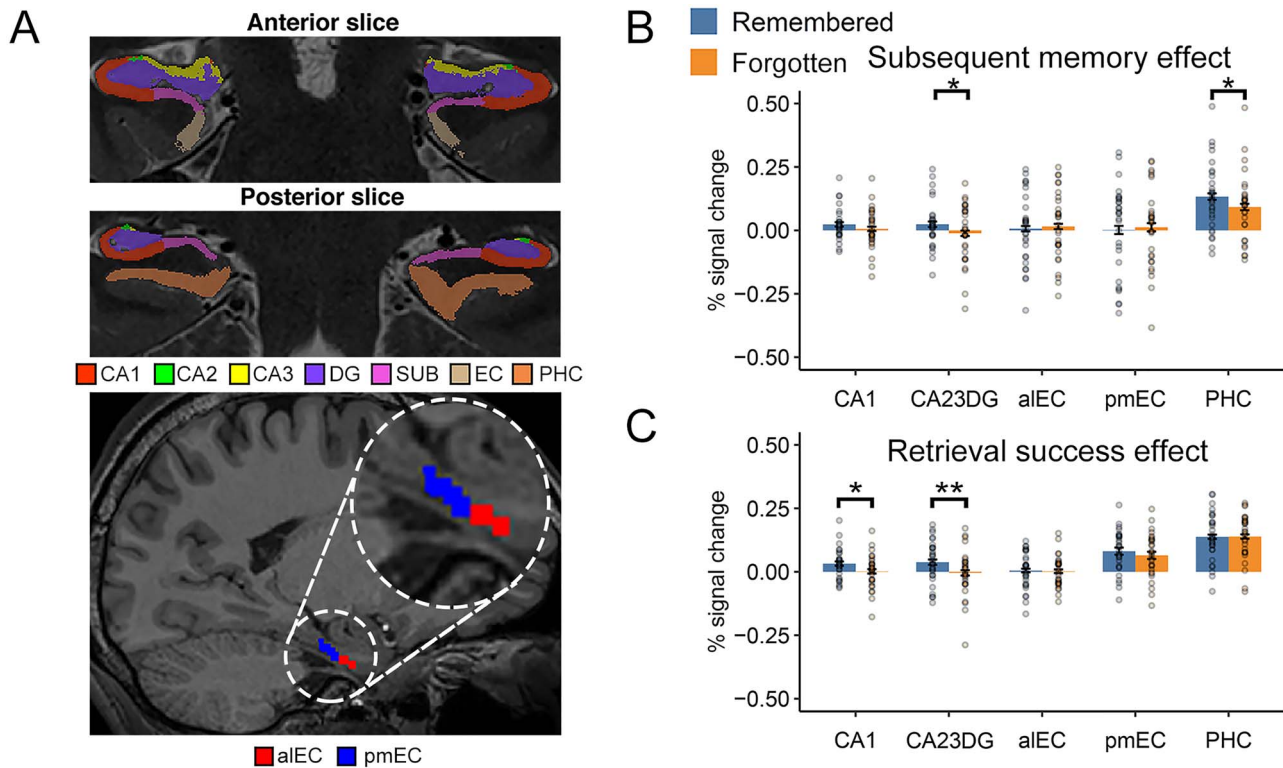 A
Anterior slice
Posterior slice
CA1 CA2 CA3 DG SUB EC PHC
alEC pmEC
B
Remembered
Forgotten
Subsequent memory effect
* *
% signal change
0.50
0.25
0.00
−0.25
−0.50
CA1 CA23DG alEC pmEC PHC
C
Retrieval success effect
* **
% signal change
0.50
0.25
0.00
−0.25
−0.50
CA1 CA23DG alEC pmEC PHC